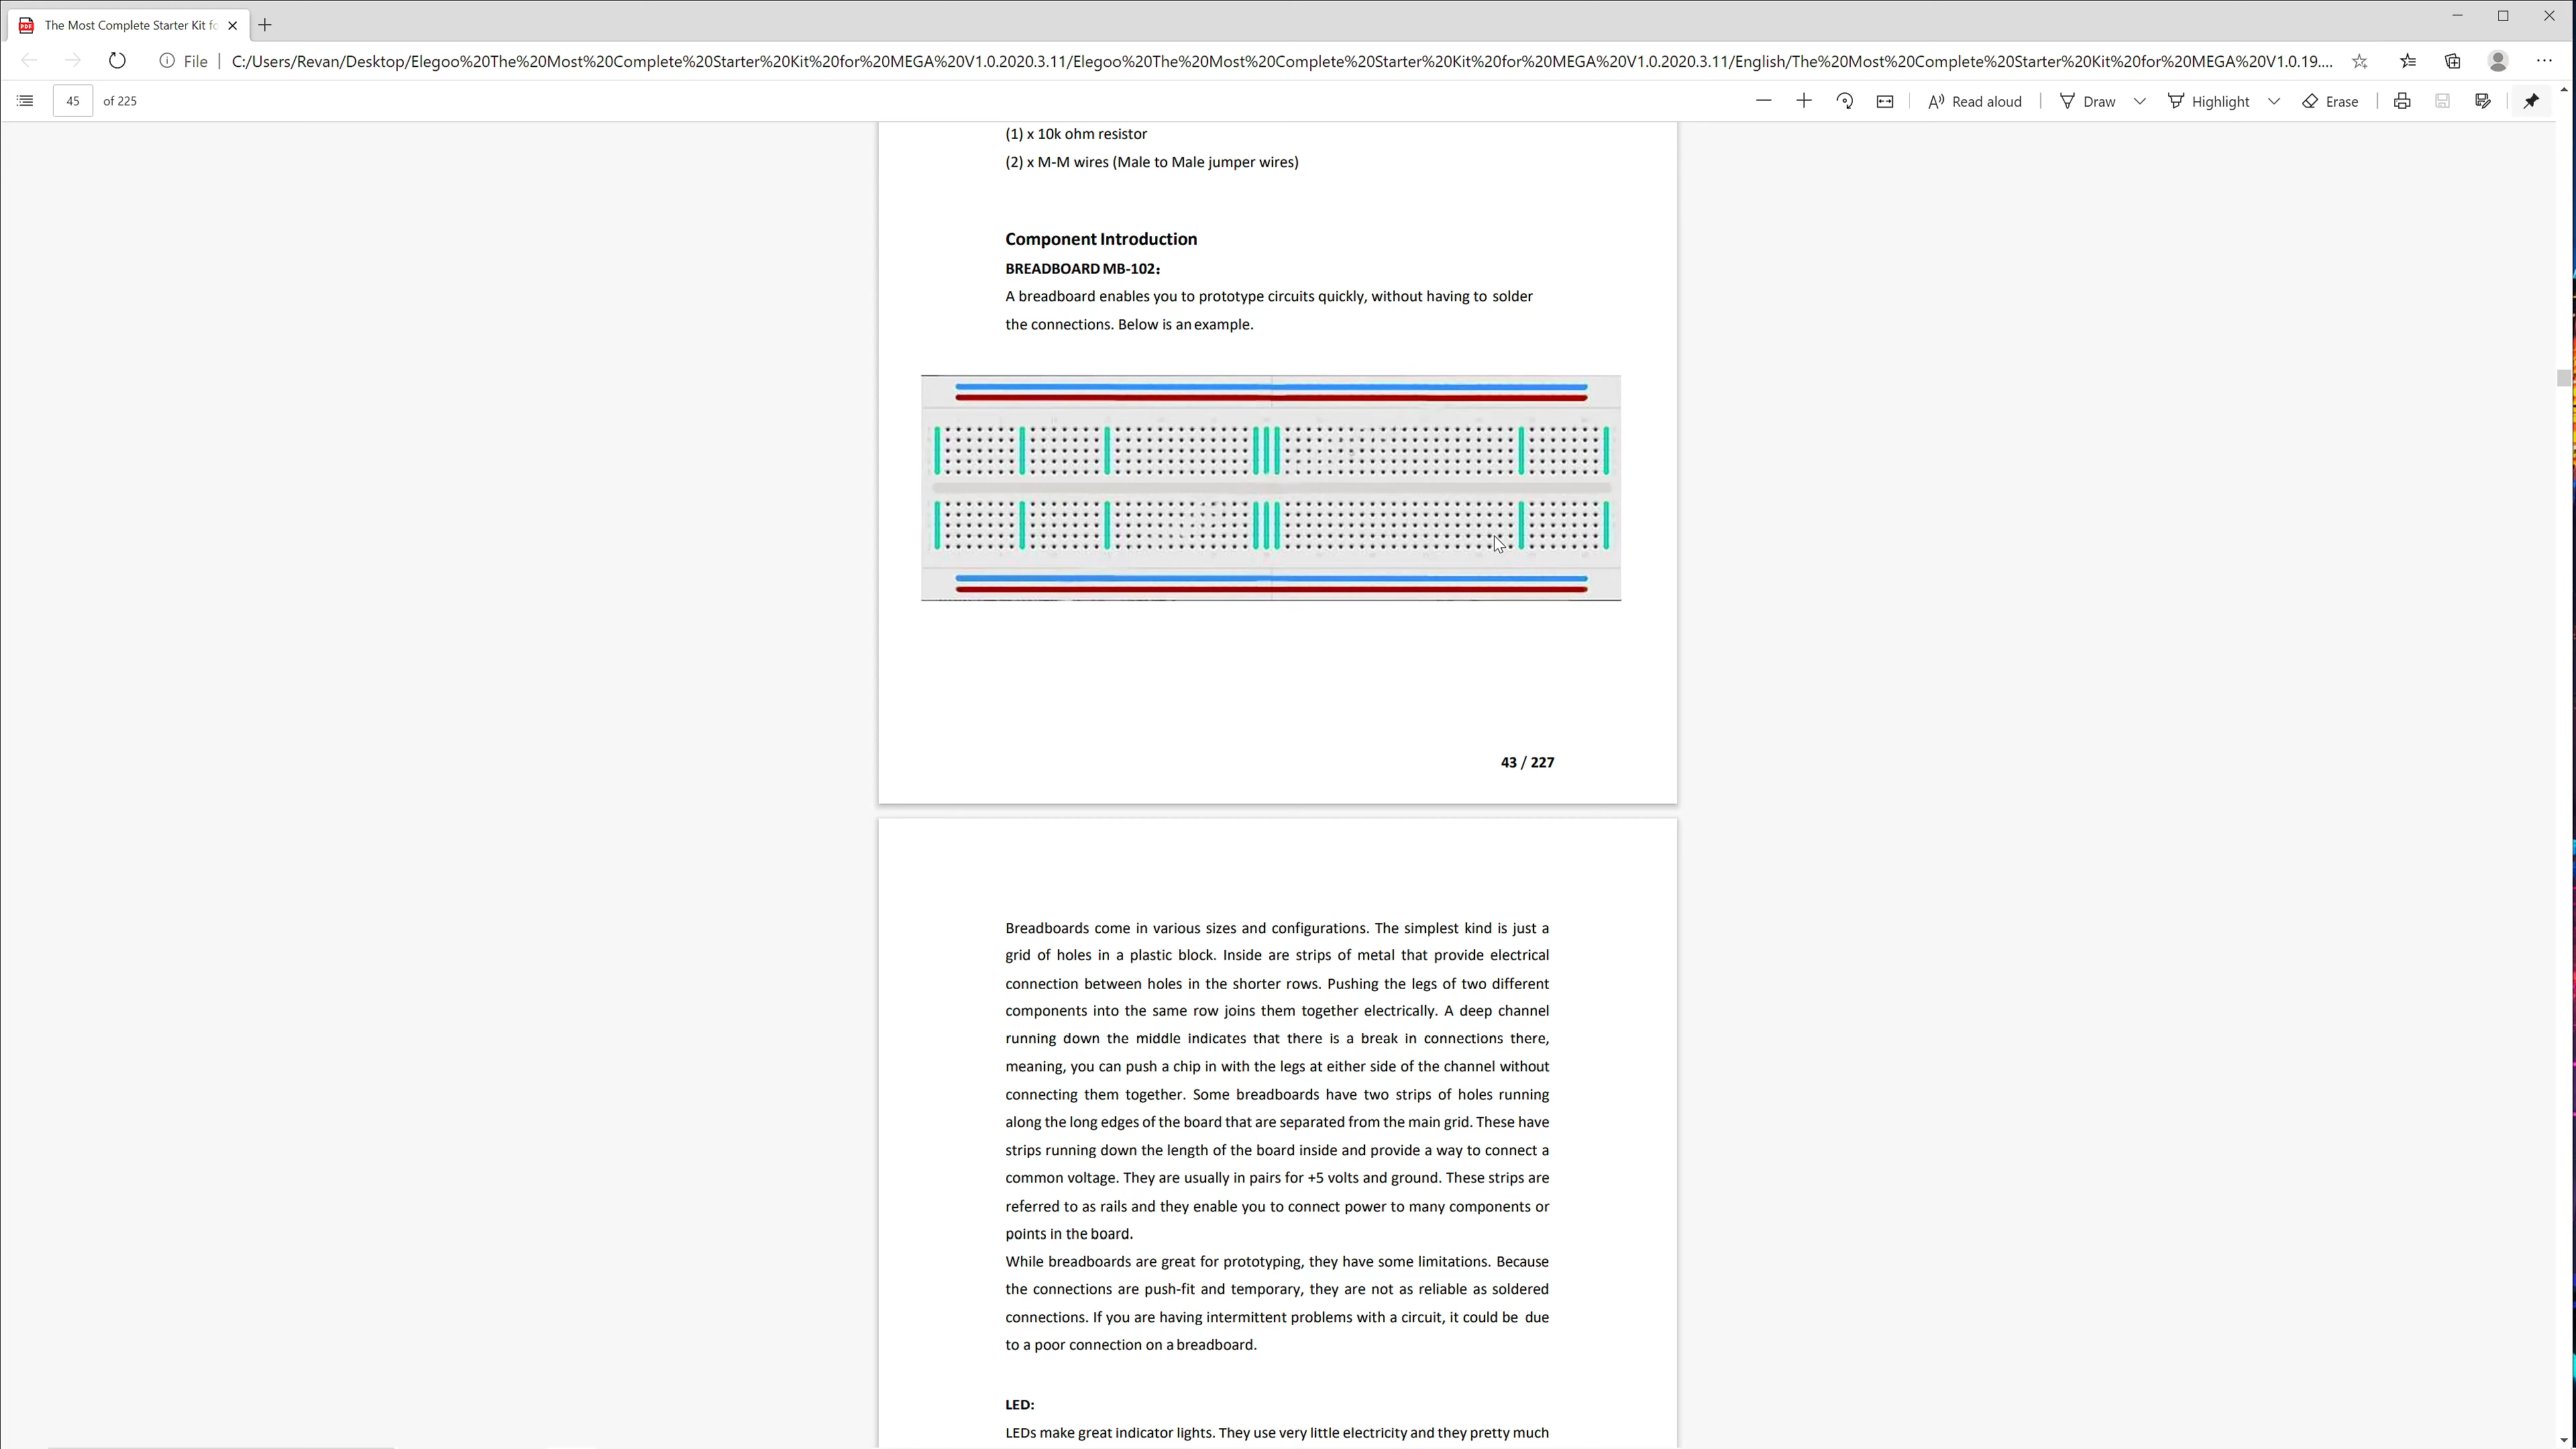 The Most Complete Starter Kit fo
File
C:/Users/Revan/Desktop/Elegoo%20The%20Most%20Complete%20Starter%20Kit%20for%20MEGA%20V1.0.2020.3.11/Elegoo%20The%20Most%20Complete%20Starter%20Kit%20for%20MEGA%20V1.0.2020.3.11/English/The%20Most%20Complete%20Starter%20Kit%20for%20MEGA%20V1.0.19....
45 of 225
Read aloud
Draw
Highlight
Erase
(1) x 10k ohm resistor
(2) x M-M wires (Male to Male jumper wires)
Component Introduction
BREADBOARD MB-102:
A breadboard enables you to prototype circuits quickly, without having to solder
the connections. Below is an example.
43 / 227
Breadboards come in various sizes and configurations. The simplest kind is just a
grid of holes in a plastic block. Inside are strips of metal that provide electrical
connection between holes in the shorter rows. Pushing the legs of two different
components into the same row joins them together electrically. A deep channel
running down the middle indicates that there is a break in connections there,
meaning, you can push a chip in with the legs at either side of the channel without
connecting them together. Some breadboards have two strips of holes running
along the long edges of the board that are separated from the main grid. These have
strips running down the length of the board inside and provide a way to connect a
common voltage. They are usually in pairs for +5 volts and ground. These strips are
referred to as rails and they enable you to connect power to many components or
points in the board.
While breadboards are great for prototyping, they have some limitations. Because
the connections are push-fit and temporary, they are not as reliable as soldered
connections. If you are having intermittent problems with a circuit, it could be due
to a poor connection on a breadboard.
LED:
LEDs make great indicator lights. They use very little electricity and they pretty much